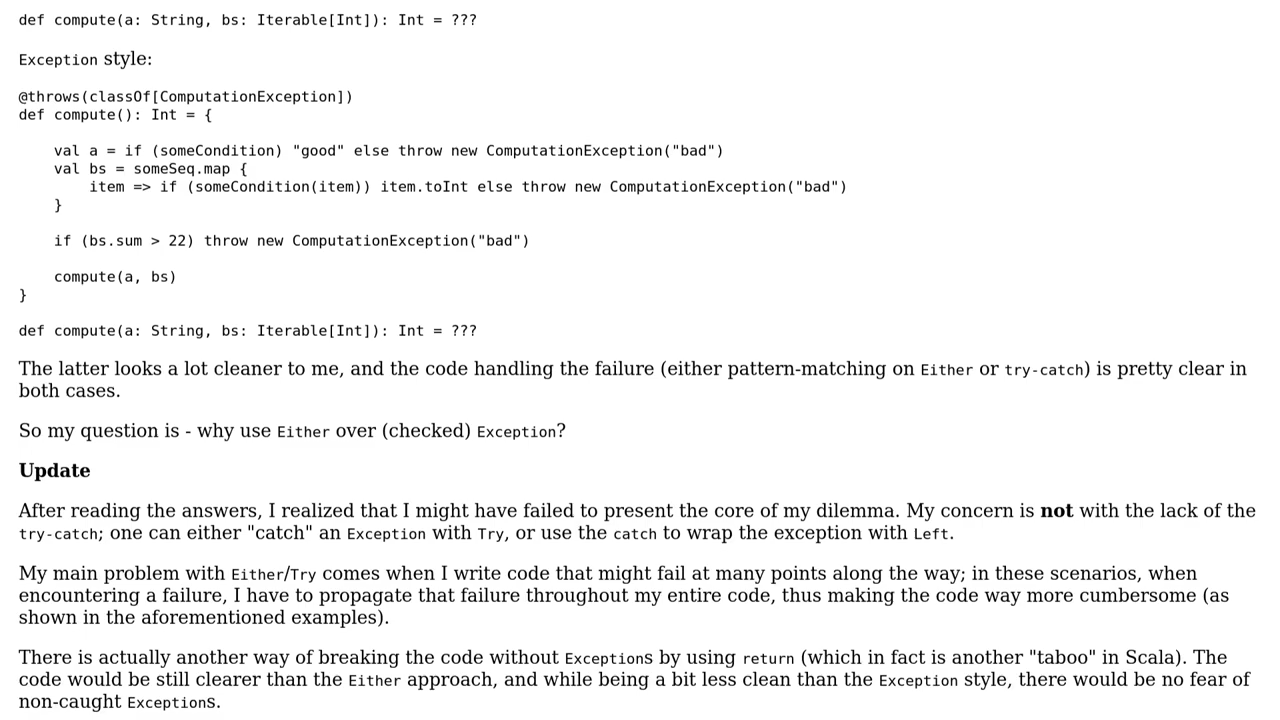 def compute(a: String, bs: Iterable[Int]): Int = ???
Exception style:
@throws(classOf[ComputationException])
def compute(): Int = {
    val a = if (someCondition) "good" else throw new ComputationException("bad")
    val bs = someSeq.map {
        item => if (someCondition(item)) item.toInt else throw new ComputationException("bad")
    }
    if (bs.sum > 22) throw new ComputationException("bad")
    compute(a, bs)
}
def compute(a: String, bs: Iterable[Int]): Int = ???
The latter looks a lot cleaner to me, and the code handling the failure (either pattern-matching on Either or try-catch) is pretty clear in
both cases.
So my question is - why use Either over (checked) Exception?
Update
After reading the answers, I realized that I might have failed to present the core of my dilemma. My concern is not with the lack of the
try-catch; one can either "catch" an Exception with Try, or use the catch to wrap the exception with Left.
My main problem with Either/Try comes when I write code that might fail at many points along the way; in these scenarios, when
encountering a failure, I have to propagate that failure throughout my entire code, thus making the code way more cumbersome (as
shown in the aforementioned examples).
There is actually another way of breaking the code without Exceptions by using return (which in fact is another "taboo" in Scala). The
code would be still clearer than the Either approach, and while being a bit less clean than the Exception style, there would be no fear of
non-caught Exceptions.